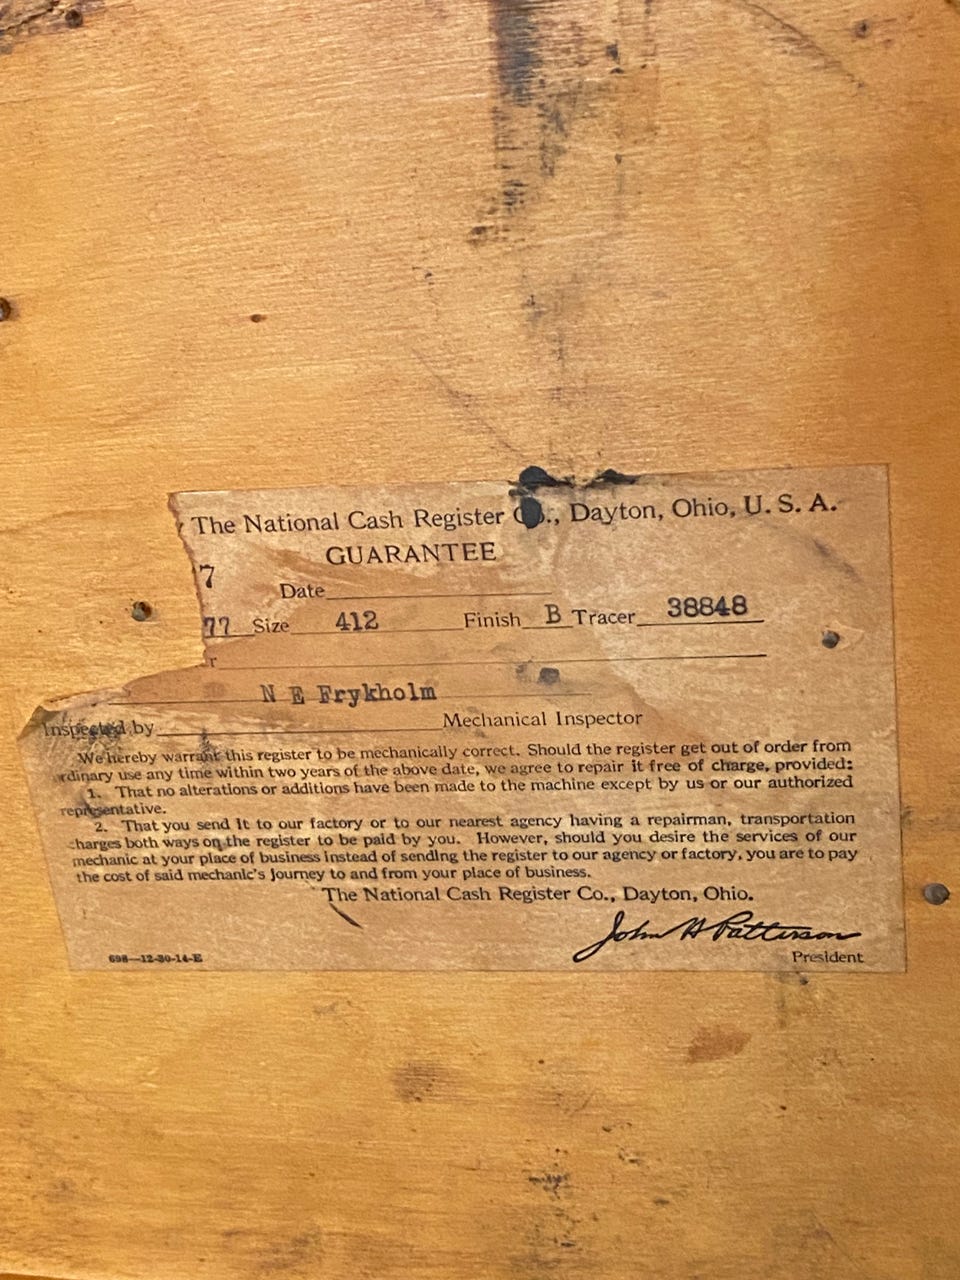 The National Cash Register Co., Dayton, Ohio, U. S. A.
GUARANTEE
7
Date
77 Size 412 Finish B Tracer 38848
r
N E Frykholm
Inspected by Mechanical Inspector
We hereby warrant this register to be mechanically correct. Should the register get out of order from
rdinary use any time within two years of the above date, we agree to repair it free of charge, provided:
1. That no alterations or additions have been made to the machine except by us or our authorized
representative.
2. That you send it to our factory or to our nearest agency having a repairman, transportation
charges both ways on the register to be paid by you. However, should you desire the services of our
mechanic at your place of business instead of sending the register to our agency or factory, you are to pay
the cost of said mechanic's journey to and from your place of business.
The National Cash Register Co., Dayton, Ohio.
John H Patterson
698—12-30-14-E President